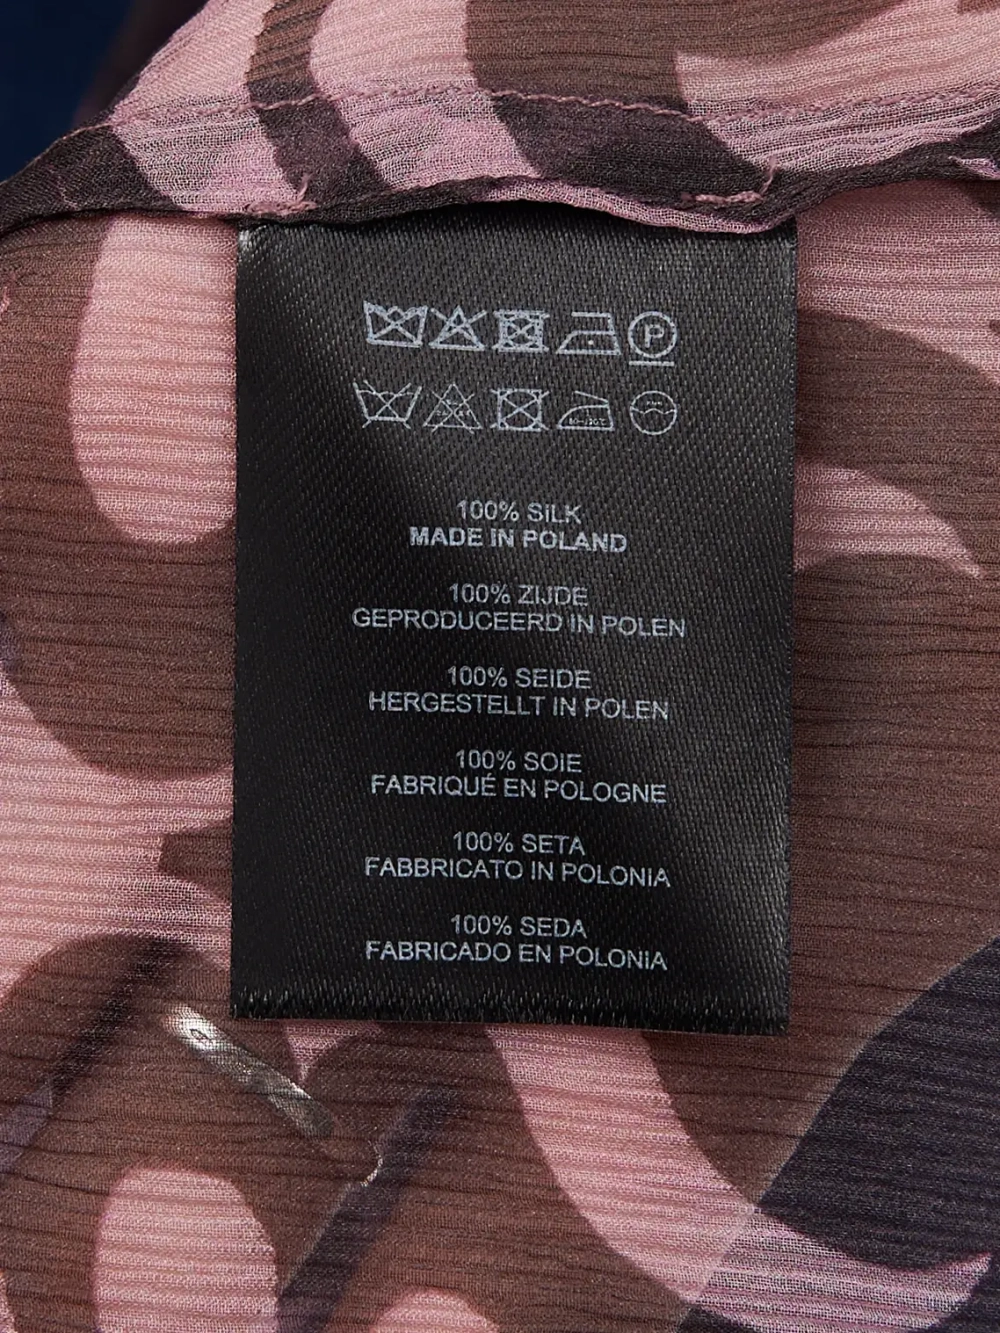 P
100% SiLK
MADE IN POLAND
100% ZIJDE
GEPRODUCEERD IN POLEN
100% SEIDE
HERGESTELLT IN POLEN
100% SOIE
FABRIQUÉ EN POLOGNE
100% SETA
FABBRICATO IN POLONIA
100% SEDA
FABRICADO EN POLONIA